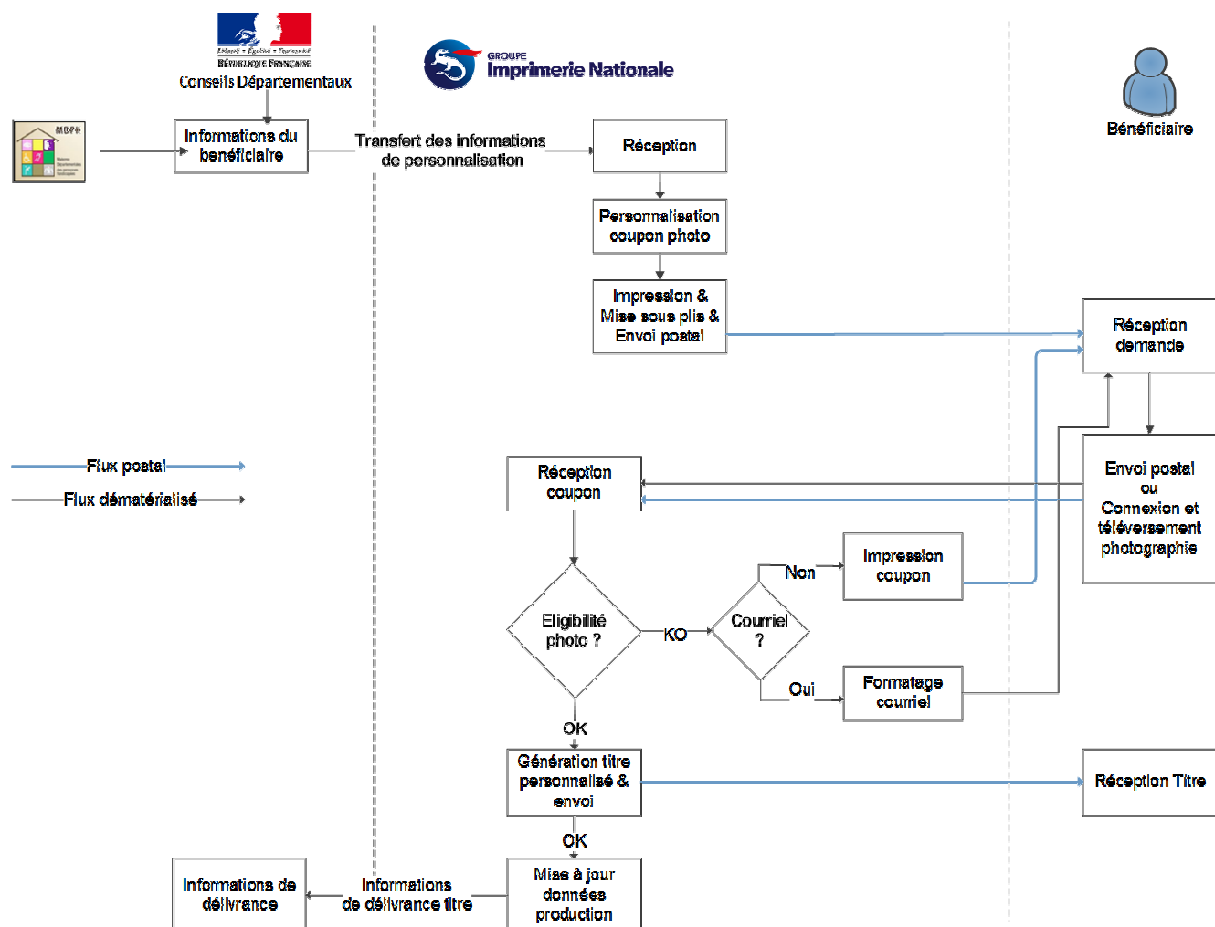 Liberté • Égalité • Fraternité
RÉPUBLIQUE FRANÇAISE
Conseils Départementaux
GROUPE
Imprimerie Nationale
Bénéficiaire
Informations du
benéficiaire
Transfert des informations
de personnalisation
Réception
Personnalisation
coupon photo
Impression &
Mise sous plis &
Envoi postal
Réception
demande
Flux postal
Flux dématérialisé
Réception
coupon
Envoi postal
ou
Connexion et
téléversement
photographie
Non
Impression
coupon
Eligibilité
photo ?
KO
Courriel
?
Oui
Formatage
courriel
OK
Génération titre
personnalisé &
envoi
Réception Titre
OK
Mise à jour
données
production
Informations
de délivrance titre
Informations de
délivrance